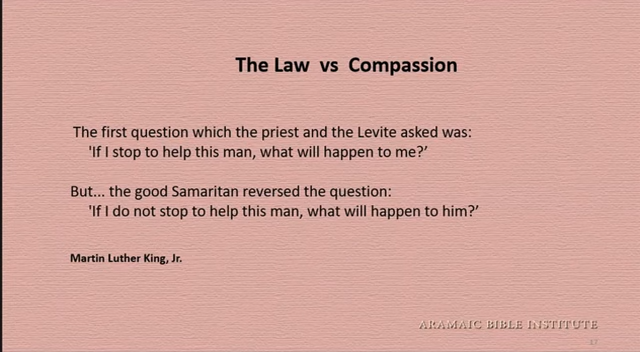 The Law vs Compassion
The first question which the priest and the Levite asked was:
'If I stop to help this man, what will happen to me?’
But... the good Samaritan reversed the question:
'If I do not stop to help this man, what will happen to him?’
Martin Luther King, Jr.
ARAMAIC BIBLE INSTITUTE